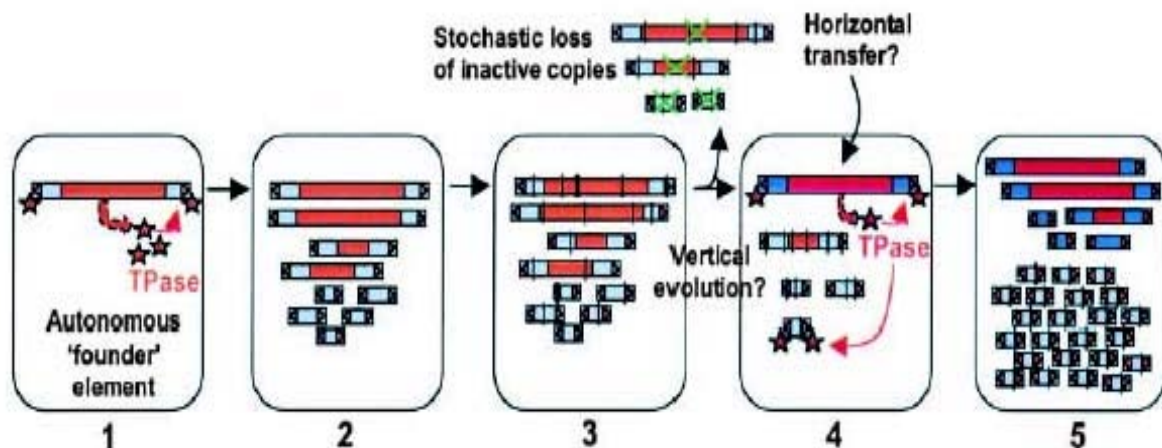 Stochastic loss
of inactive copies
Horizontal
transfer?
TPase
Autonomous
'founder'
element
Vertical
evolution?
TPase
1
2
3
4
5